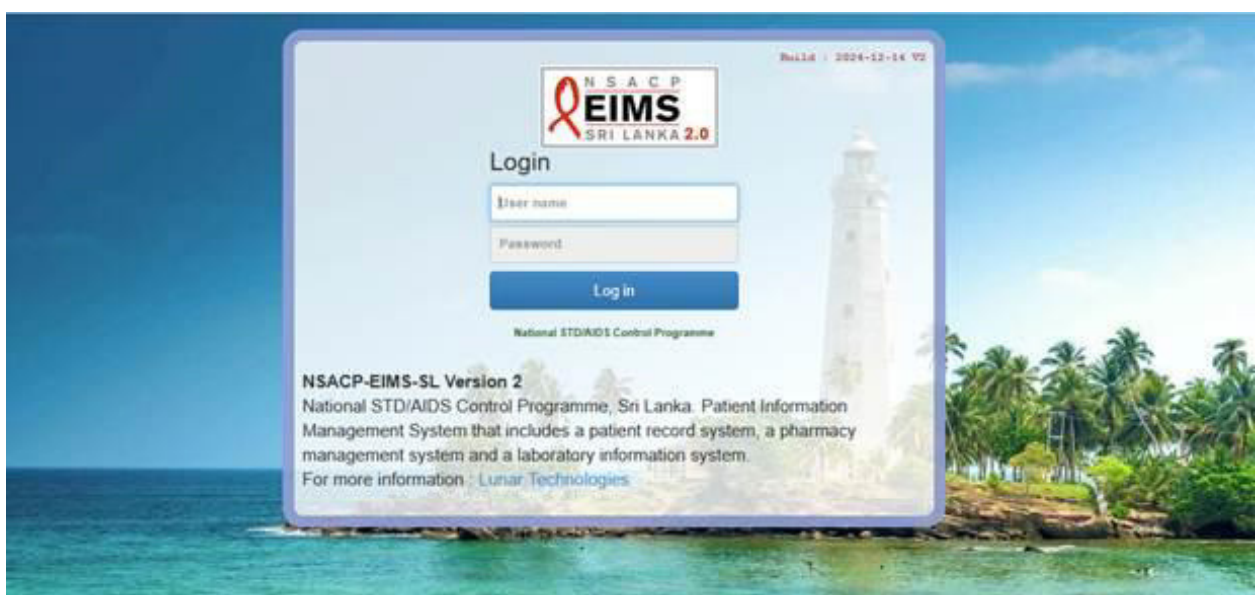 Build : 2024-12-14 V2
NSACP
EIMS
SRI LANKA 2.0
Login
User name
Password
Log in
National STD/AIDS Control Programme
NSACP-EIMS-SL Version 2
National STD/AIDS Control Programme, Sri Lanka. Patient Information
Management System that includes a patient record system, a pharmacy
management system and a laboratory information system.
For more information : Lunar Technologies